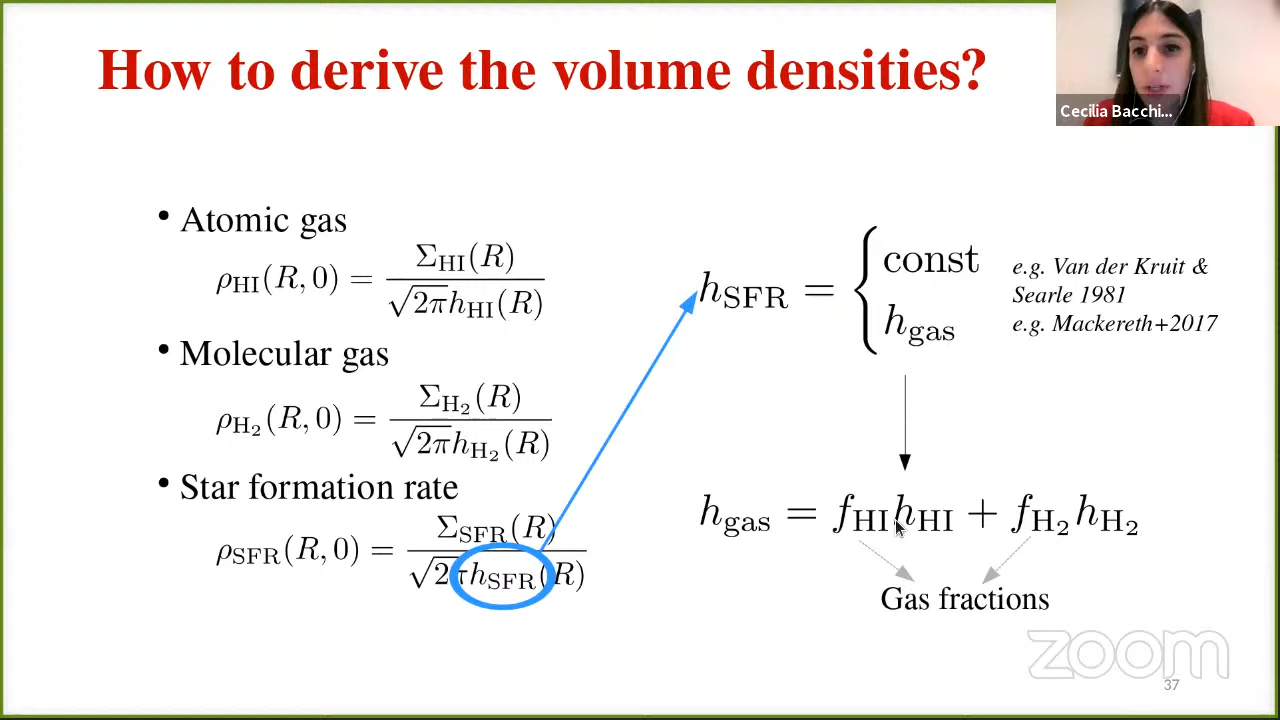 How to derive the volume densities?
Cecilia Bacchi...
• Atomic gas
ρ_HI(R, 0) = Σ_HI(R) / √2π h_HI(R)
• Molecular gas
ρ_H₂(R, 0) = Σ_H₂(R) / √2π h_H₂(R)
• Star formation rate
ρ_SFR(R, 0) = Σ_SFR(R) / √2π h_SFR(R)
h_SFR = { const
h_gas
e.g. Van der Kruit &
Searle 1981
e.g. Mackereth+2017
h_gas = f_HI h_HI + f_H₂ h_H₂
Gas fractions
zoom
37